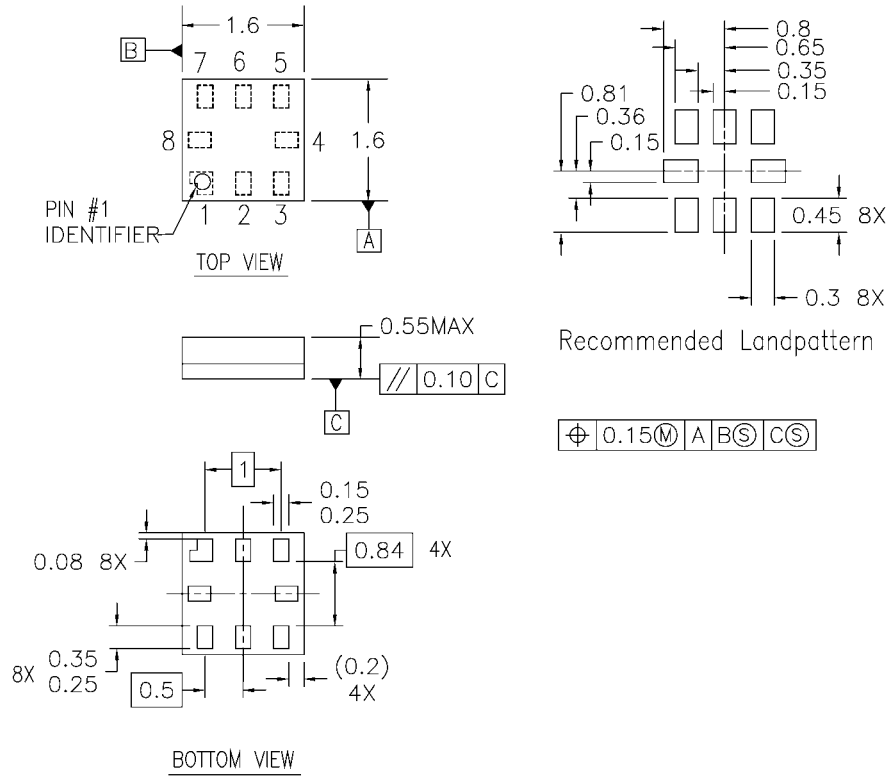 1.6
B
7 6 5
8
4
1.6
PIN #1
IDENTIFIER
1 2 3
A
TOP VIEW
0.8
0.65
0.35
0.15
0.81
0.36
0.15
0.45 8X
0.3 8X
Recommended Landpattern
0.55MAX
// 0.10 C
C
⌖ 0.15Ⓜ A BⓈ CⓈ
1
0.15
0.25
0.84 4X
0.08 8X
8X 0.35
0.25
0.5
(0.2)
4X
BOTTOM VIEW